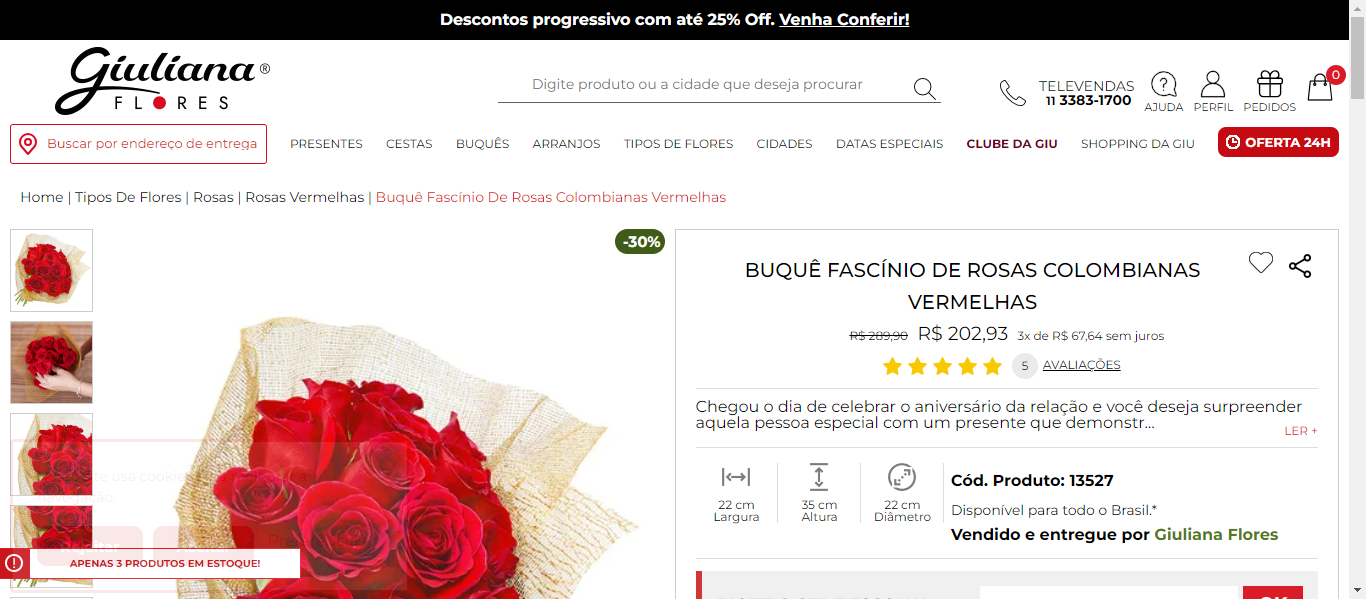 Descontos progressivo com até 25% Off. Venha Conferir!
Giuliana®
FLORES
Digite produto ou a cidade que deseja procurar
TELEVENDAS
11 3383-1700
AJUDA
PERFIL
PEDIDOS
0
Buscar por endereço de entrega
PRESENTES
CESTAS
BUQUÊS
ARRANJOS
TIPOS DE FLORES
CIDADES
DATAS ESPECIAIS
CLUBE DA GIU
SHOPPING DA GIU
OFERTA 24H
Home | Tipos De Flores | Rosas | Rosas Vermelhas | Buquê Fascínio De Rosas Colombianas Vermelhas
-30%
BUQUÊ FASCÍNIO DE ROSAS COLOMBIANAS
VERMELHAS
R$ 289,90 R$ 202,93 3x de R$ 67,64 sem juros
5 AVALIAÇÕES
Chegou o dia de celebrar o aniversário da relação e você deseja surpreender
aquela pessoa especial com um presente que demonstr...
LER +
22 cm
Largura
35 cm
Altura
22 cm
Diâmetro
Cód. Produto: 13527
Disponível para todo o Brasil.*
Vendido e entregue por Giuliana Flores
APENAS 3 PRODUTOS EM ESTOQUE!
OK